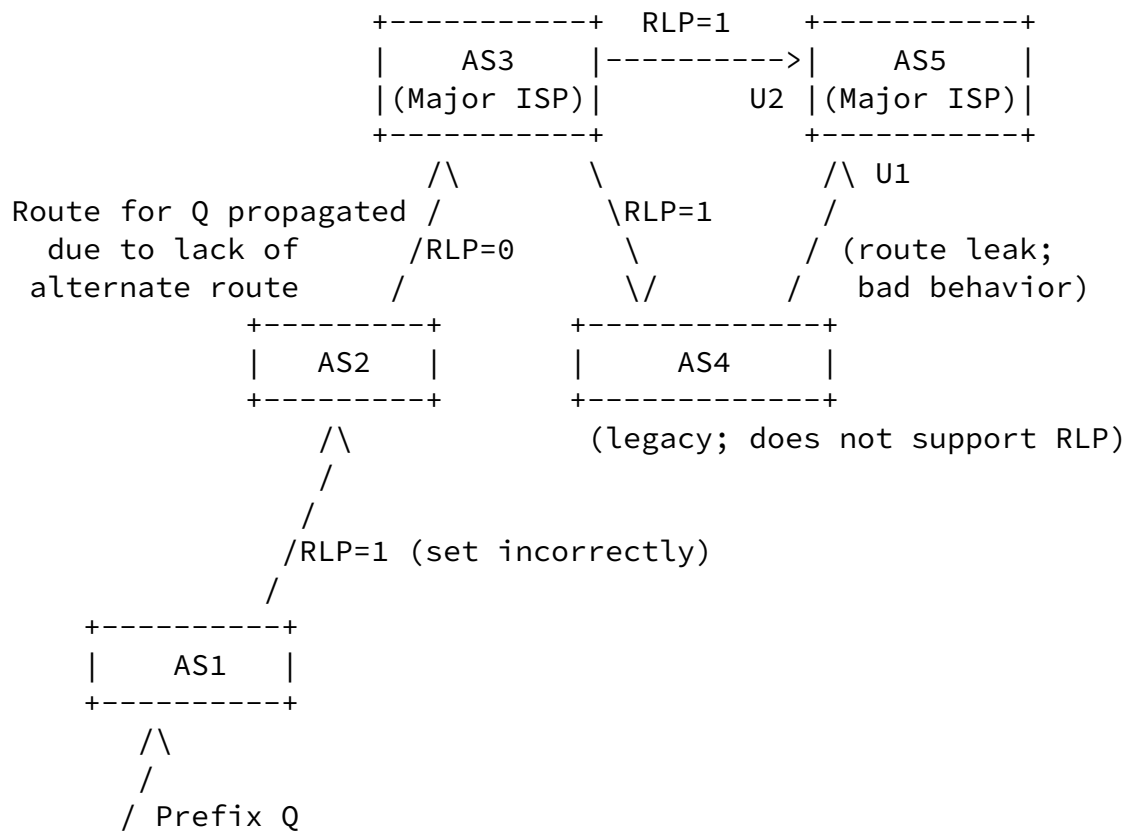 RLP=1
AS3 AS5
(Major ISP) U2 (Major ISP)
U1
Route for Q propagated RLP=1
due to lack of RLP=0 (route leak;
alternate route bad behavior)
AS2 AS4
(legacy; does not support RLP)
RLP=1 (set incorrectly)
AS1
Prefix Q